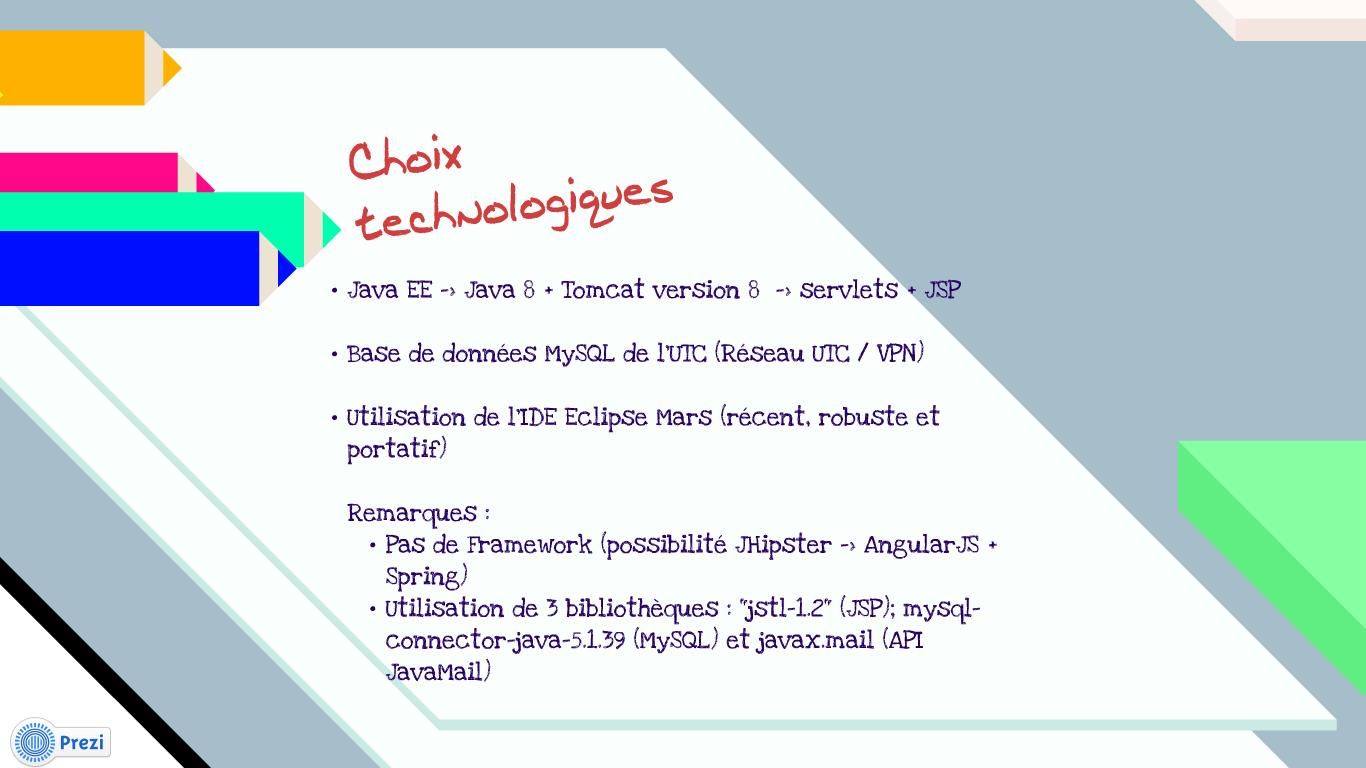 Choix
technologiques
• Java EE -> Java 8 + Tomcat version 8 -> servlets + JSP
• Base de données MySQL de l'UTC (Réseau UTC / VPN)
• Utilisation de l'IDE Eclipse Mars (récent, robuste et
portatif)
Remarques :
• Pas de Framework (possibilité JHipster -> AngularJS +
Spring)
• Utilisation de 3 bibliothèques : "jstl-1.2" (JSP); mysql-
connector-java-5.1.39 (MySQL) et javax.mail (API
JavaMail)
Prezi